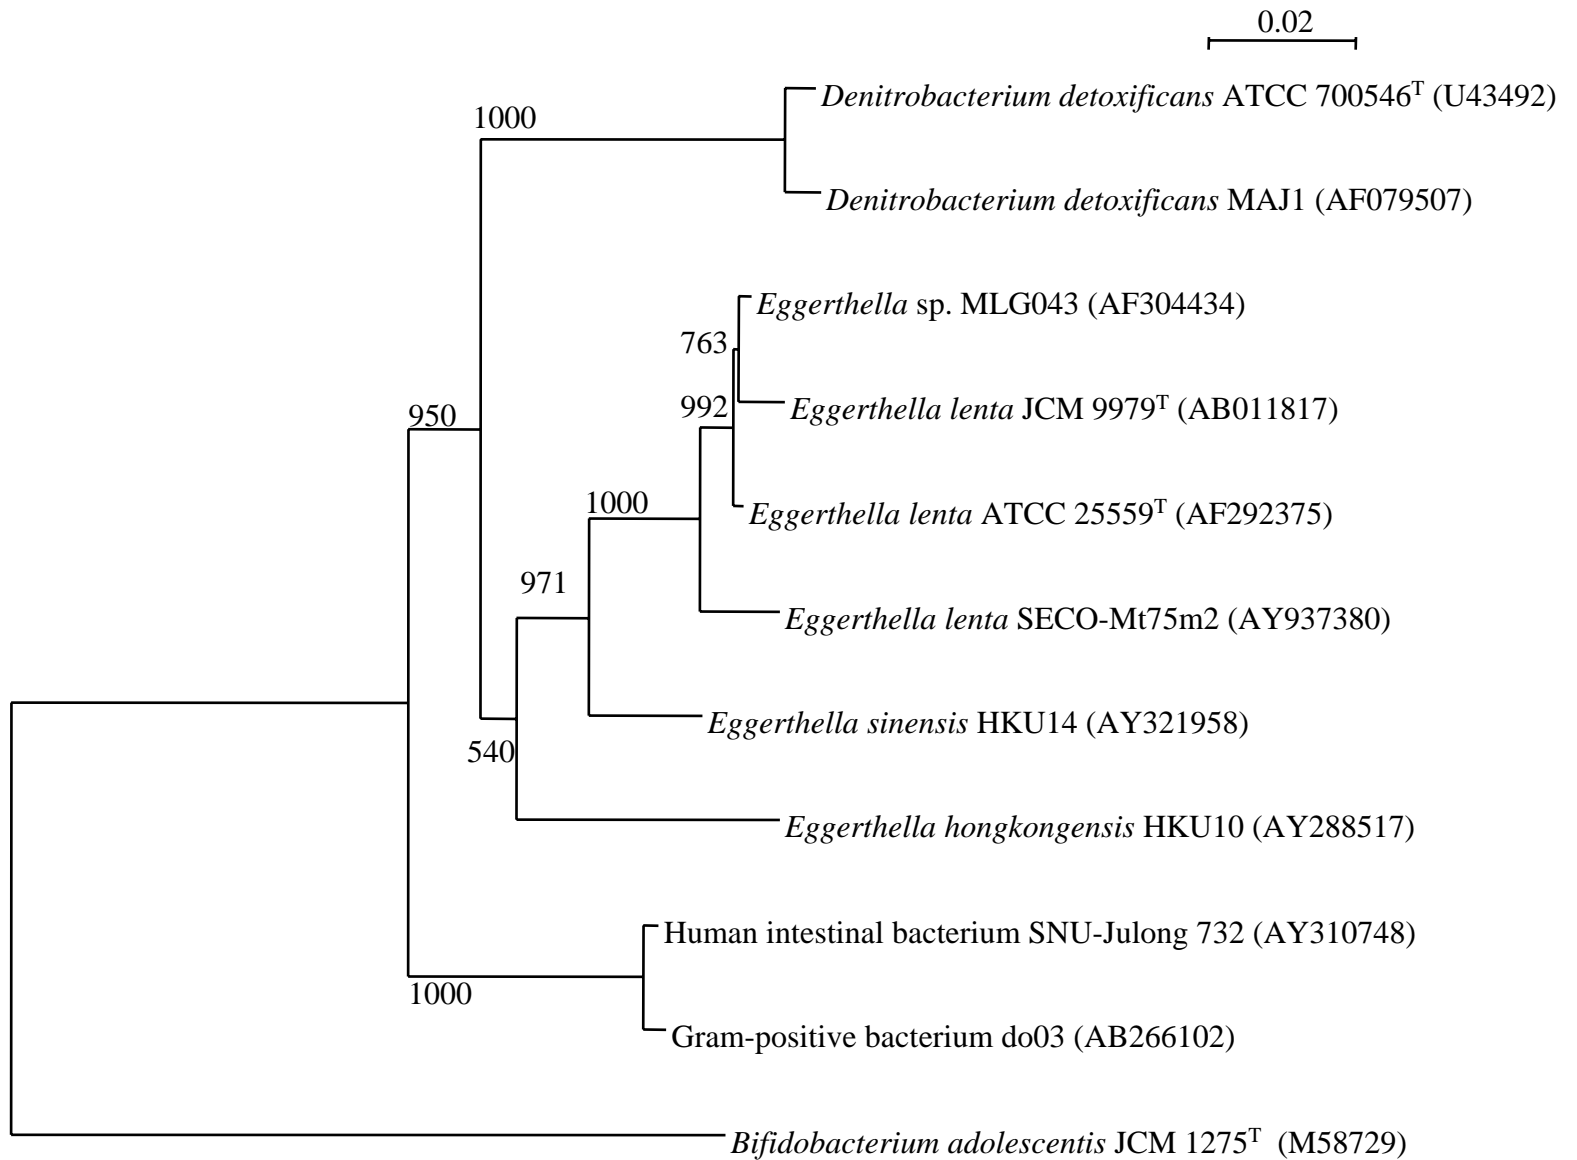 0.02
1000
Denitrobacterium detoxificans ATCC 700546ᵀ (U43492)
Denitrobacterium detoxificans MAJ1 (AF079507)
Eggerthella sp. MLG043 (AF304434)
763
992
Eggerthella lenta JCM 9979ᵀ (AB011817)
950
1000
Eggerthella lenta ATCC 25559ᵀ (AF292375)
971
Eggerthella lenta SECO-Mt75m2 (AY937380)
Eggerthella sinensis HKU14 (AY321958)
540
Eggerthella hongkongensis HKU10 (AY288517)
Human intestinal bacterium SNU-Julong 732 (AY310748)
1000
Gram-positive bacterium do03 (AB266102)
Bifidobacterium adolescentis JCM 1275ᵀ (M58729)